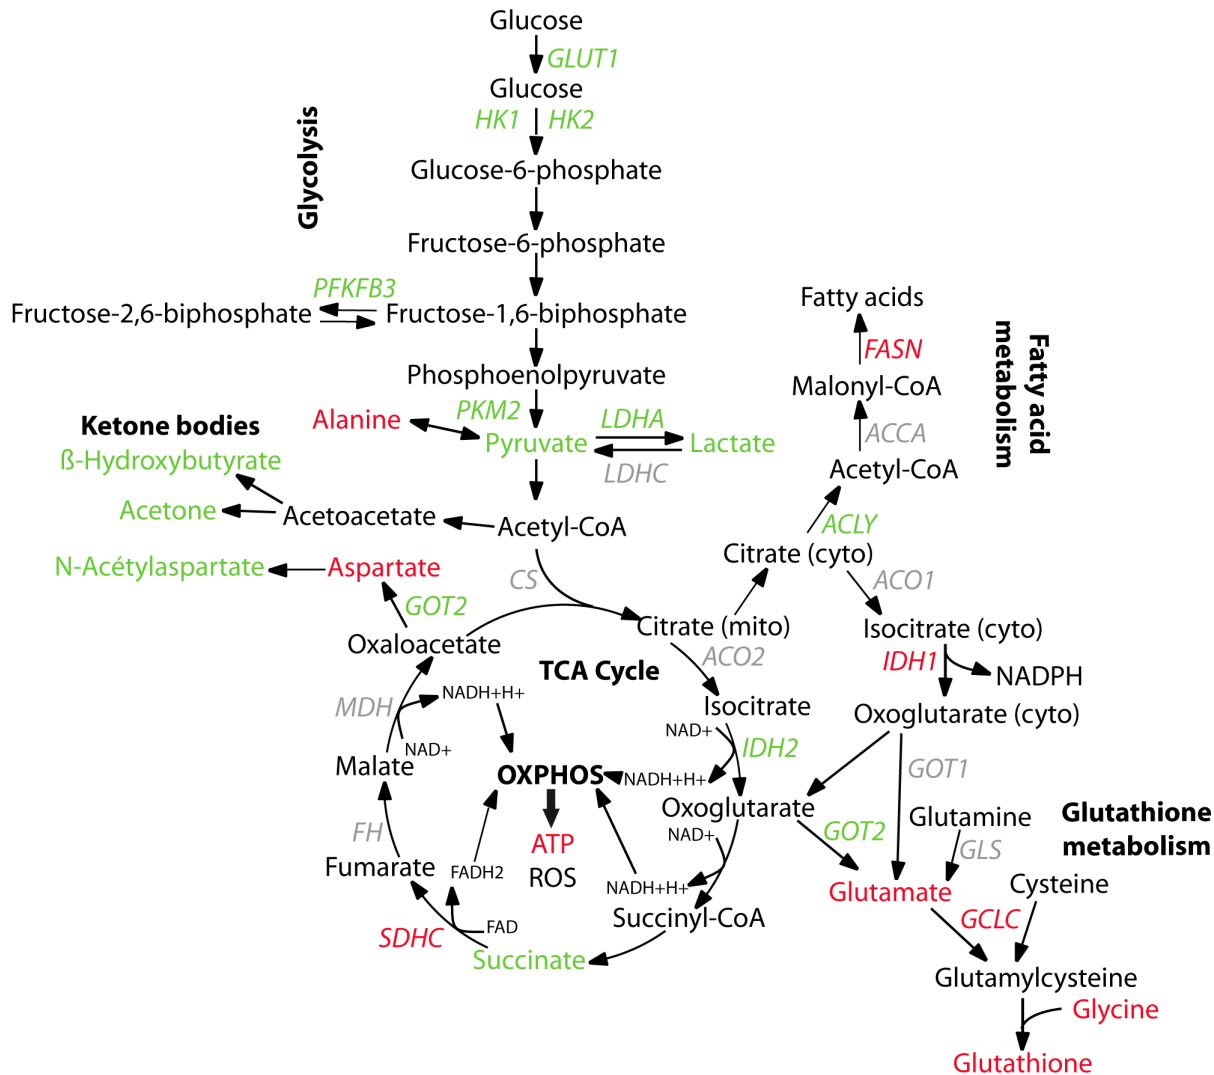 Glucose
GLUT1
Glucose
HK1 HK2
Glycolysis
Glucose-6-phosphate
Fructose-6-phosphate
PFKFB3
Fructose-2,6-biphosphate
Fructose-1,6-biphosphate
Phosphoenolpyruvate
Alanine
PKM2
LDHA
Pyruvate
Lactate
LDHC
Ketone bodies
ß-Hydroxybutyrate
Acetone
Acetoacetate
Acetyl-CoA
N-Acétylaspartate
Aspartate
CS
GOT2
Oxaloacetate
Citrate (mito)
TCA Cycle
ACO2
Isocitrate
NAD+
IDH2
NADH+H+
Oxoglutarate
NAD+
NADH+H+
Succinyl-CoA
Succinate
SDHC
FAD
FADH2
Fumarate
FH
Malate
MDH
NAD+
NADH+H+
OXPHOS
ATP
ROS
Fatty acids
FASN
Malonyl-CoA
Fatty acid
metabolism
ACCA
Acetyl-CoA
ACLY
Citrate (cyto)
ACO1
Isocitrate (cyto)
IDH1
NADPH
Oxoglutarate (cyto)
GOT1
GOT2
Glutamine
GLS
Glutathione
metabolism
Glutamate
Cysteine
GCLC
Glutamylcysteine
Glycine
Glutathione